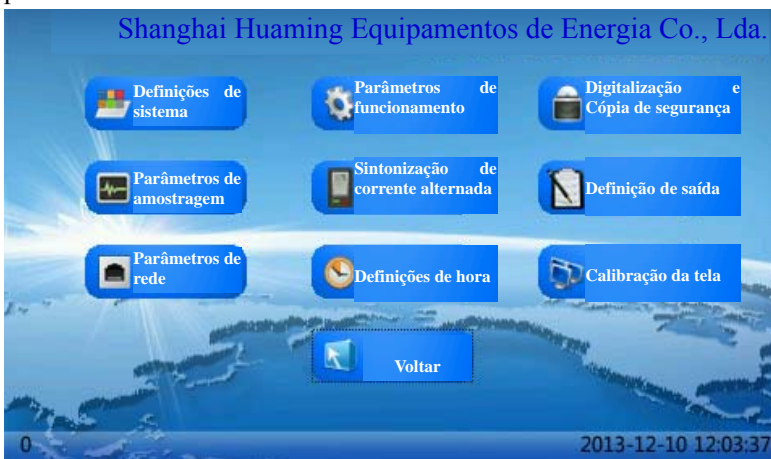 Shanghai Huaming Equipamentos de Energia Co., Lda.
Definições de
sistema
Parâmetros de
funcionamento
Digitalização e
Cópia de segurança
Parâmetros de
amostragem
Sintonização de
corrente alternada
Definição de saída
Parâmetros de
rede
Definições de hora
Calibração da tela
Voltar
0
2013-12-10 12:03:37